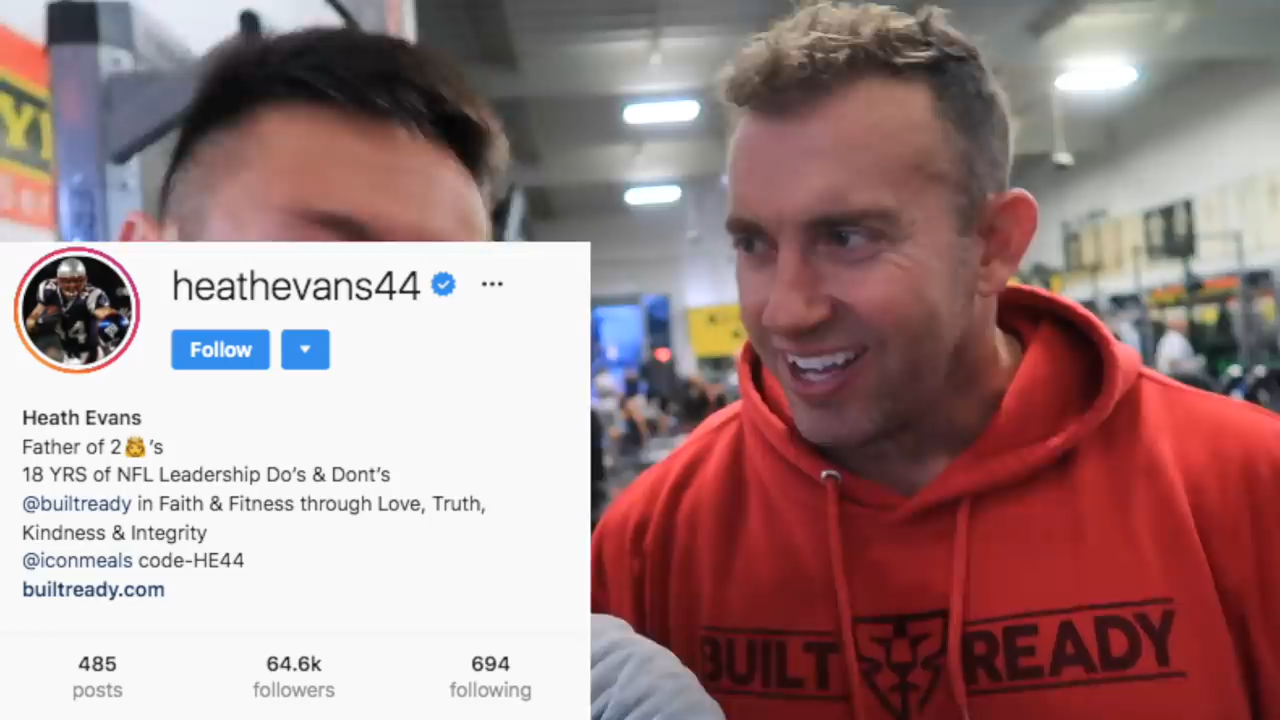 heathevans44
Follow
Heath Evans
Father of 2👸's
18 YRS of NFL Leadership Do's & Dont's
@builtready in Faith & Fitness through Love, Truth,
Kindness & Integrity
@iconmeals code-HE44
builtready.com
485 64.6k 694
posts followers following
BUILT READY